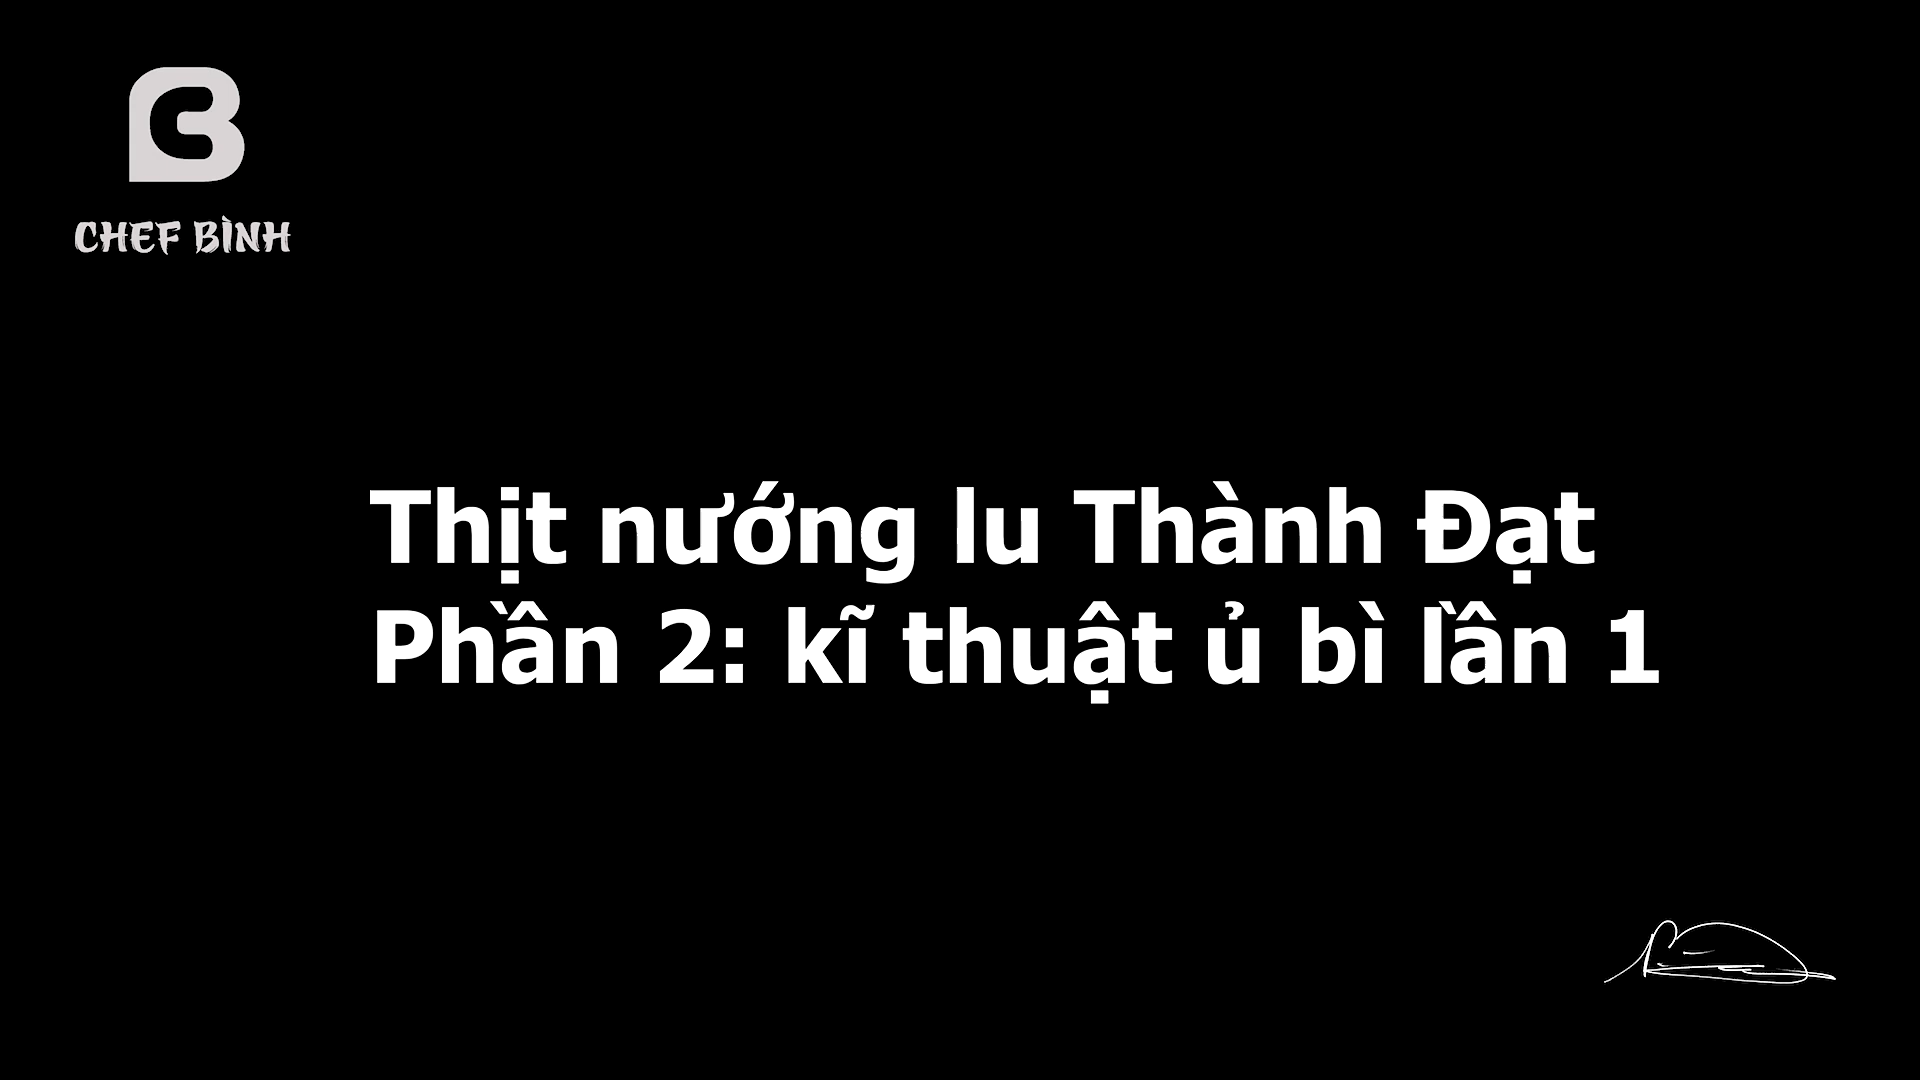 CHEF BÌNH
Thịt nướng lu Thành Đạt
Phần 2: kĩ thuật ủ bì lần 1